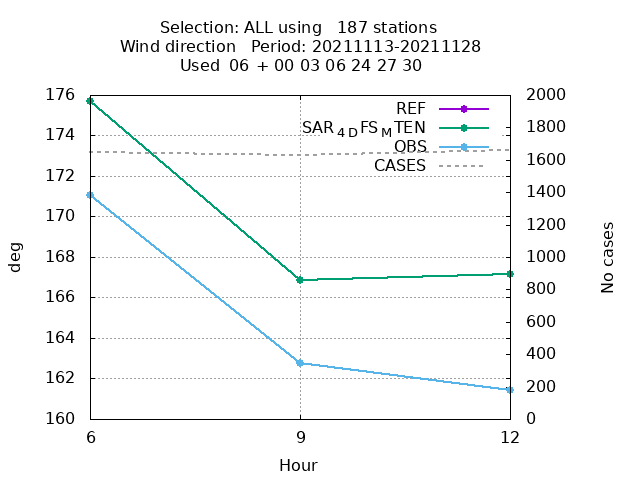 Selection: ALL using   187 stations
Wind direction   Period: 20211113-20211128
Used  06 + 00 03 06 24 27 30
176
174
172
170
168
166
164
162
160
2000
1800
1600
1400
1200
1000
800
600
400
200
0
REF
SAR4DFSMTEN
OBS
CASES
deg
No cases
6
9
12
Hour